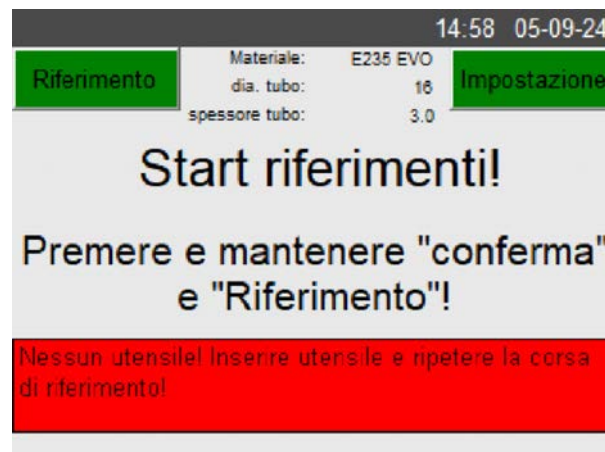 14:58 05-09-24
Riferimento
Materiale: E235 EVO
dia. tubo: 16
spessore tubo: 3.0
Impostazione
Start riferimenti!
Premere e mantenere "conferma"
e "Riferimento"!
Nessun utensile! Inserire utensile e ripetere la corsa
di riferimento!